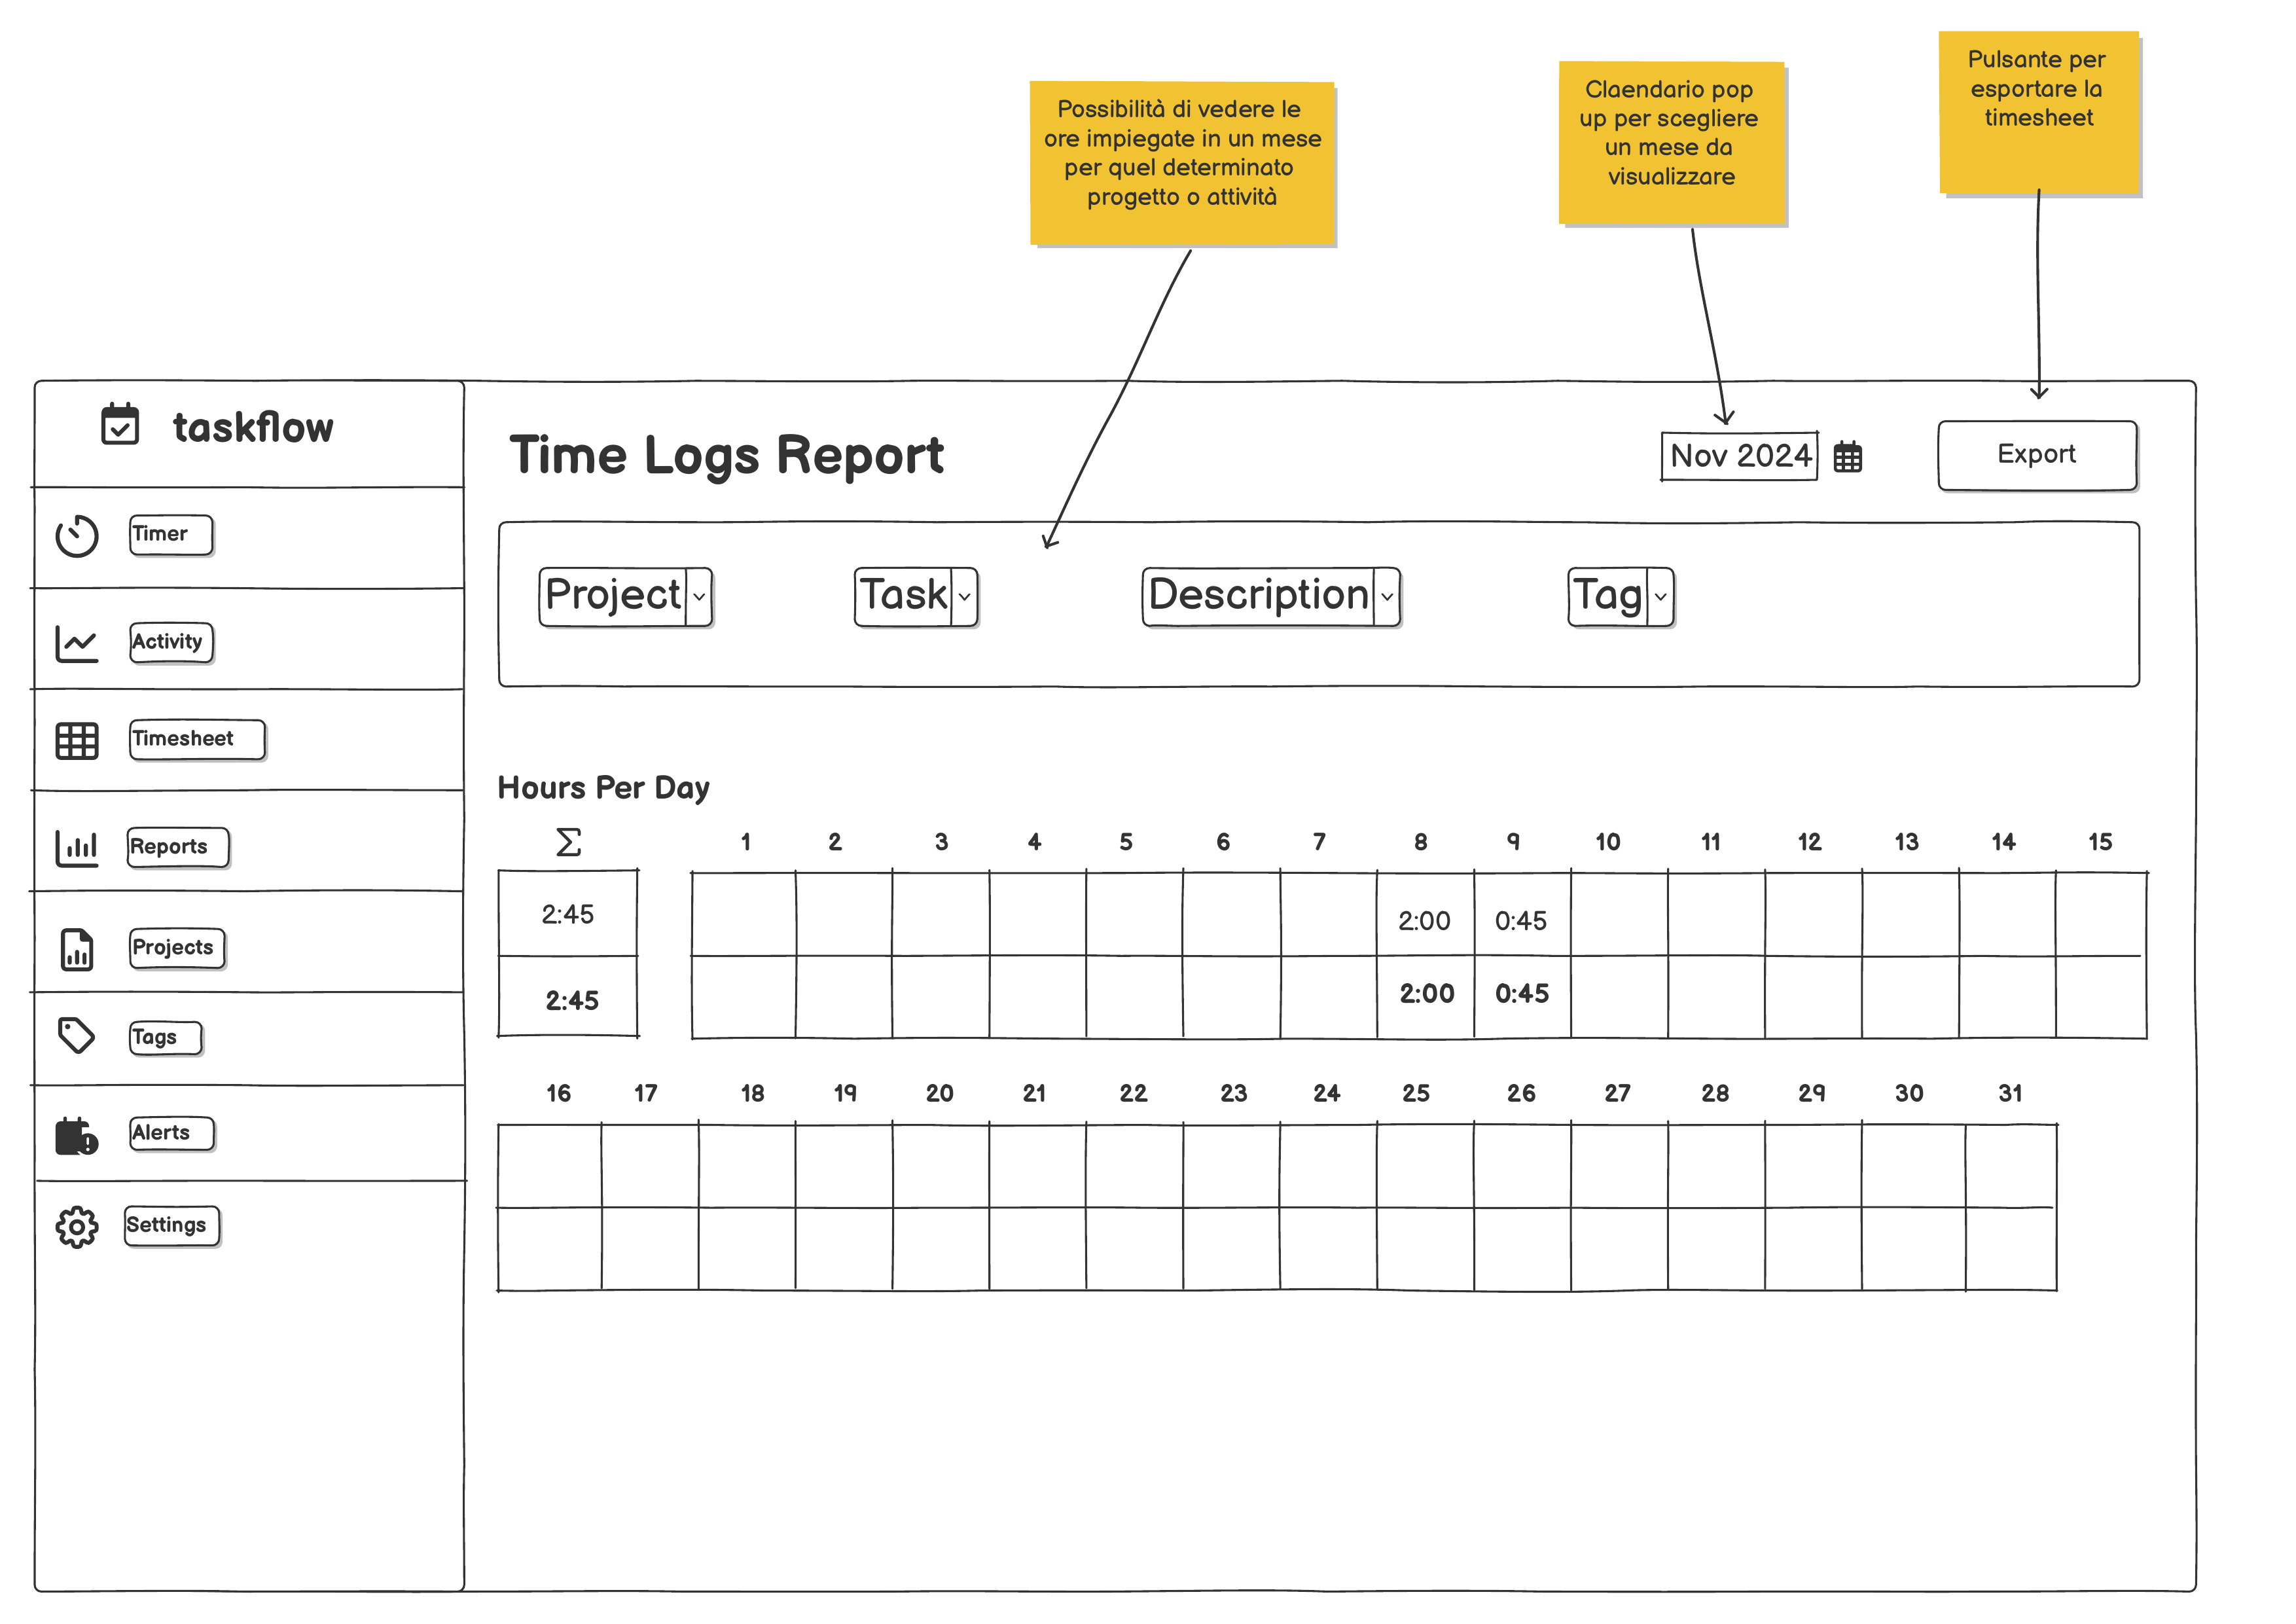 Possibilità di vedere le
ore impiegate in un mese
per quel determinato
progetto o attività
Claendario pop
up per scegliere
un mese da
visualizzare
Pulsante per
esportare la
timesheet
taskflow
Timer
Activity
Timesheet
Reports
Projects
Tags
Alerts
Settings
Time Logs Report
Nov 2024
Export
Project Task Description Tag
Hours Per Day
Σ 1 2 3 4 5 6 7 8 9 10 11 12 13 14 15
2:45 2:00 0:45
2:45 2:00 0:45
16 17 18 19 20 21 22 23 24 25 26 27 28 29 30 31